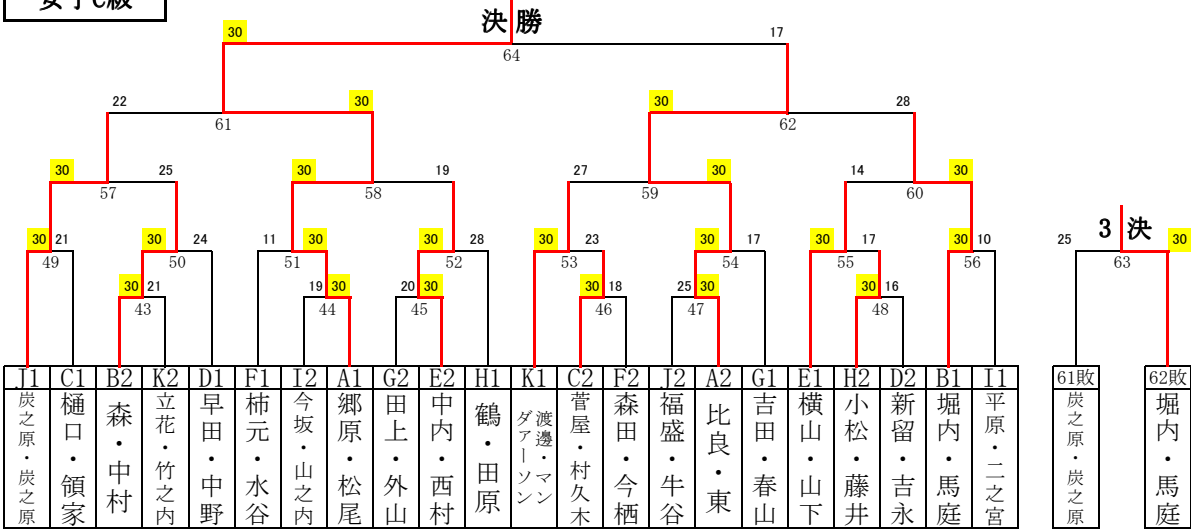 女子C級
決勝
30 17
64
22 30 30 28
61 62
30 25 30 19 27 30 14 30
57 58 59 60
3決
30 21 30 24 11 30 30 28 30 23 30 17 30 17 30 10 25 30
49 50 51 52 53 54 55 56 63
30 21 19 30 20 30 30 18 25 30 30 16
43 44 45 46 47 48
J1 C1 B2 K2 D1 F1 I2 A1 G2 E2 H1 K1 C2 F2 J2 A2 G1 E1 H2 D2 B1 I1 61敗 62敗
炭之原・炭之原
樋口・領家
森・中村
立花・竹之内
早田・中野
柿元・水谷
今坂・山之内
郷原・松尾
田上・外山
中内・西村
鶴・田原
渡邊・マン
ダァーソン
菅屋・村久木
森田・今栖
福盛・牛谷
比良・東
吉田・春山
横山・山下
小松・藤井
新留・吉永
堀内・馬庭
平原・二之宮
炭之原・炭之原
堀内・馬庭